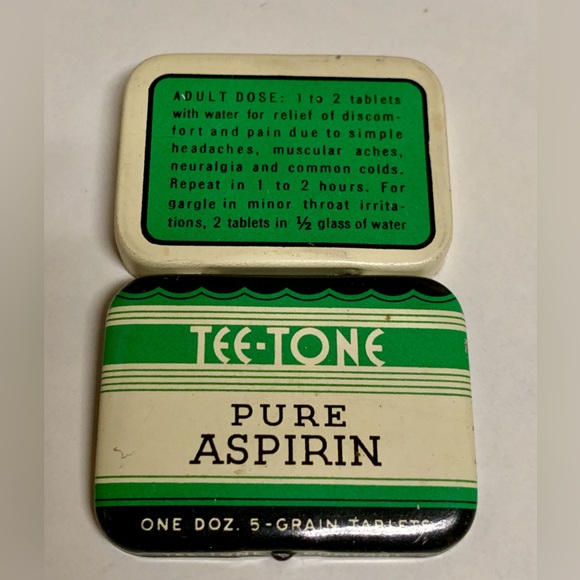 ADULT DOSE: 1 to 2 tablets
with water for relief of discom-
fort and pain due to simple
headaches, muscular aches,
neuralgia and common colds.
Repeat in 1 to 2 hours. For
gargle in minor throat irrita-
tions, 2 tablets in ½ glass of water
TEE-TONE
PURE
ASPIRIN
ONE DOZ. 5-GRAIN TABLETS